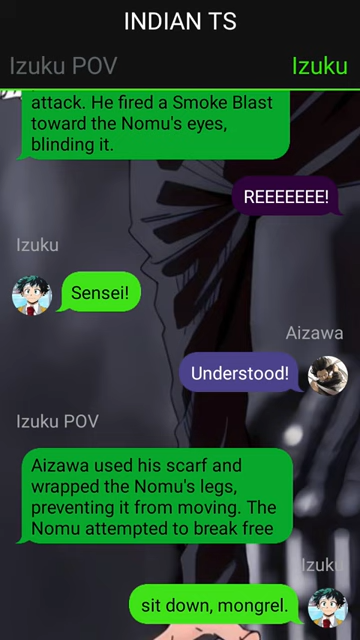 INDIAN TS
Izuku POV
Izuku
attack. He fired a Smoke Blast
toward the Nomu's eyes,
blinding it.
REEEEEEE!
Izuku
Sensei!
Aizawa
Understood!
Izuku POV
Aizawa used his scarf and
wrapped the Nomu's legs,
preventing it from moving. The
Nomu attempted to break free
Izuku
sit down, mongrel.